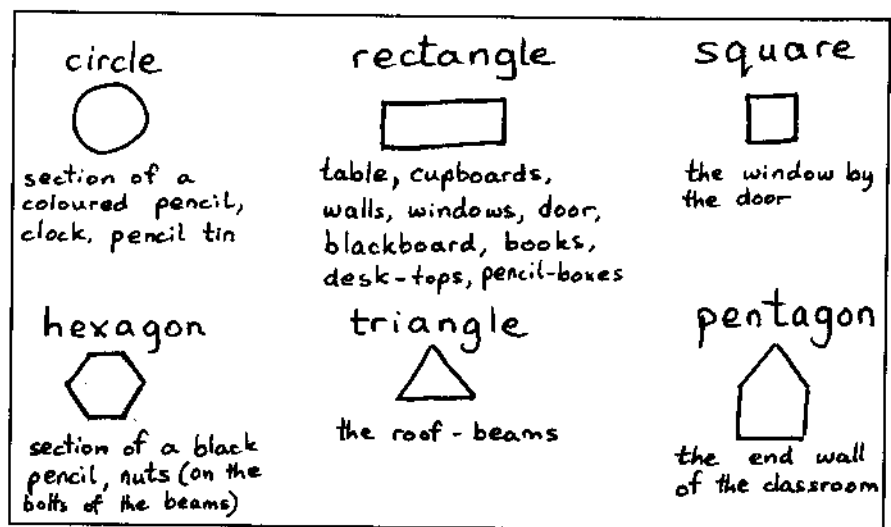 circle
section of a
coloured pencil,
clock, pencil tin
rectangle
table, cupboards,
walls, windows, door,
blackboard, books,
desk-tops, pencil-boxes
square
the window by
the door
hexagon
section of a black
pencil, nuts (on the
bolts of the beams)
triangle
the roof-beams
pentagon
the end wall
of the classroom